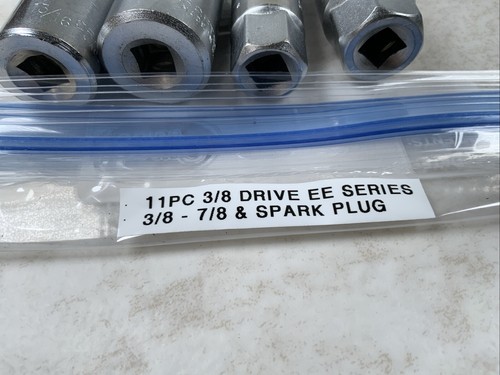 11PC 3/8 DRIVE EE SERIES
3/8 - 7/8 & SPARK PLUG